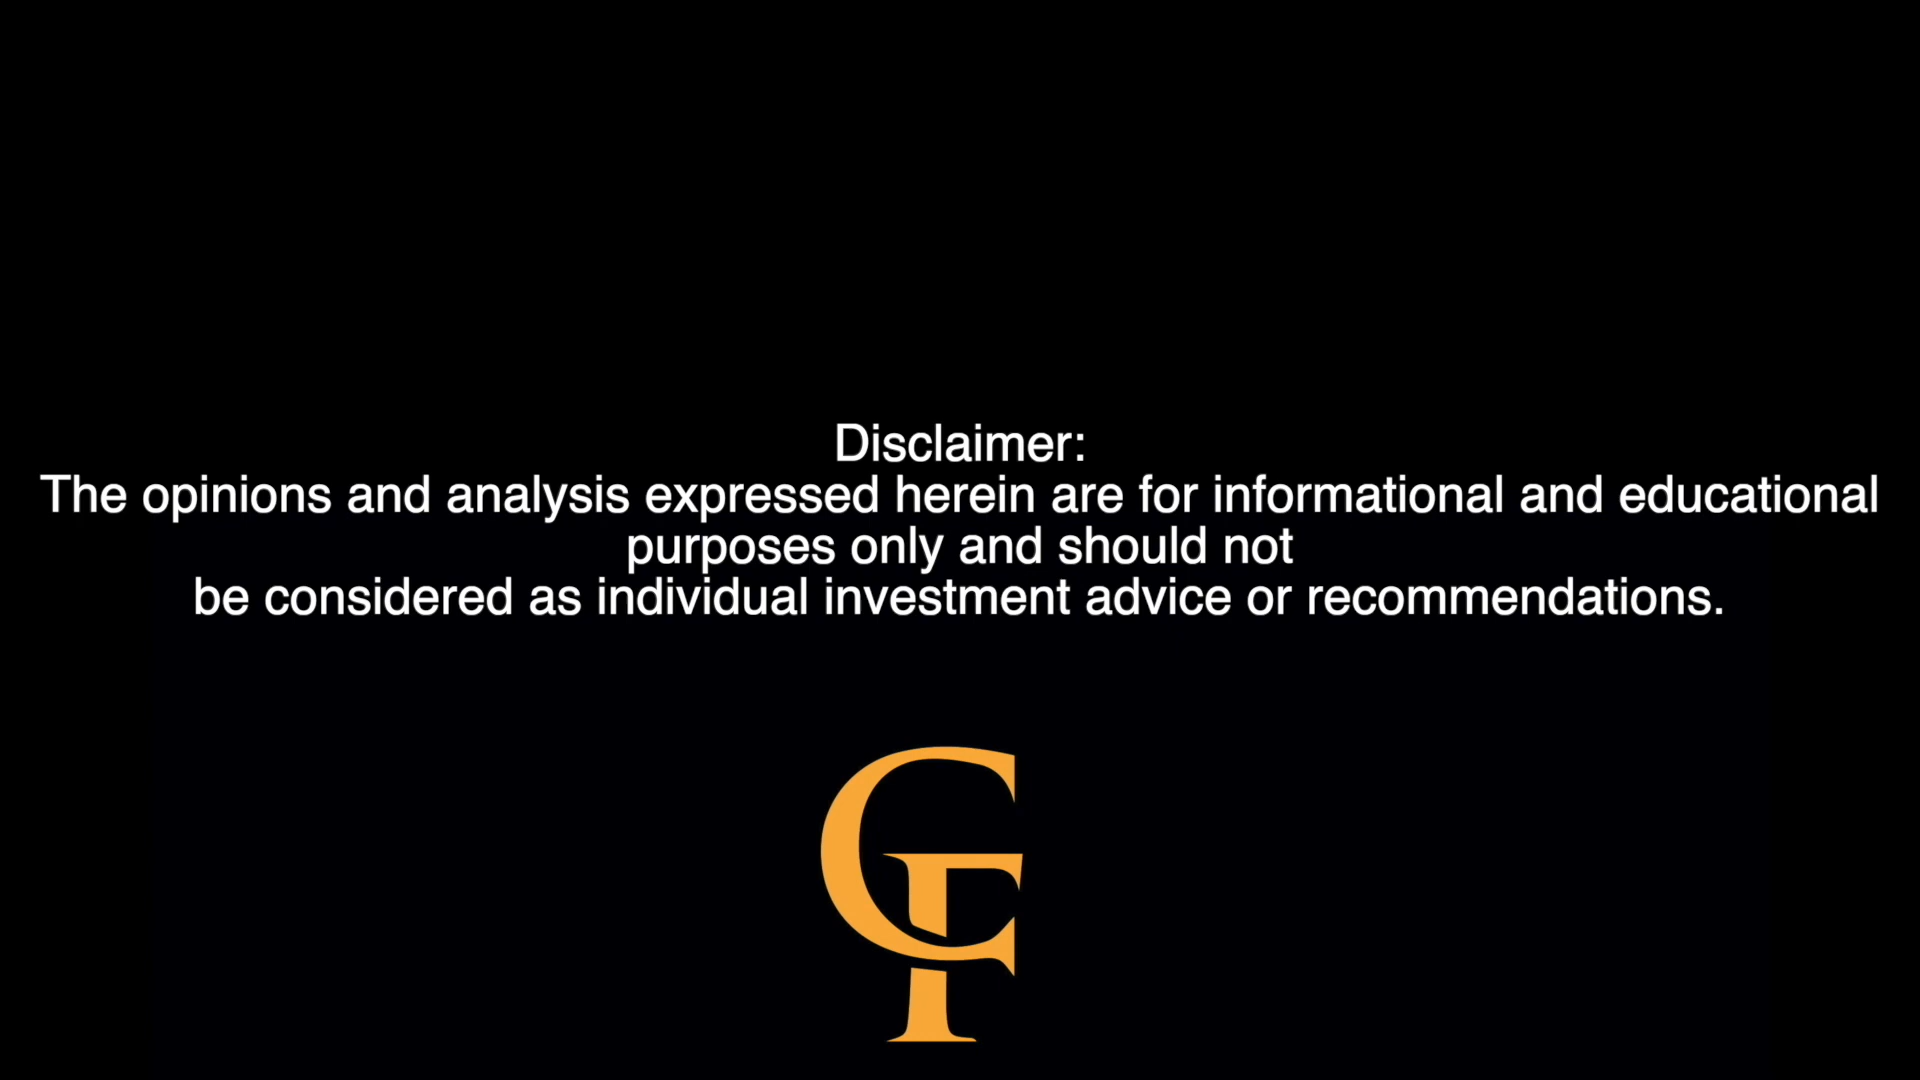 Disclaimer:
The opinions and analysis expressed herein are for informational and educational
purposes only and should not
be considered as individual investment advice or recommendations.
CF